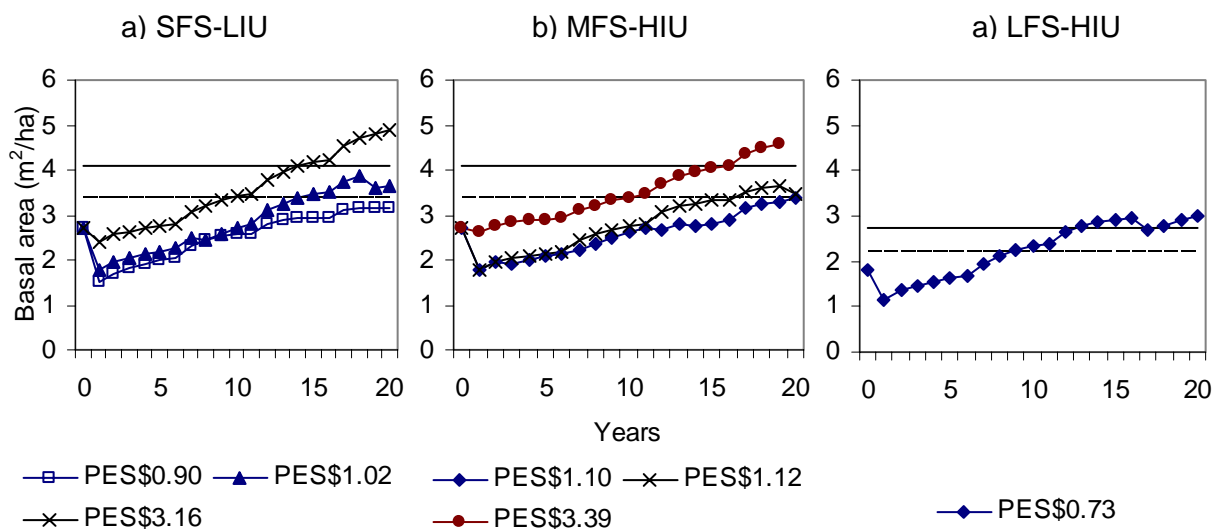 a) SFS-LIU
b) MFS-HIU
a) LFS-HIU
Basal area (m²/ha)
6
5
4
3
2
1
0
0 5 10 15 20
6
5
4
3
2
1
0
0 5 10 15 20
6
5
4
3
2
1
0
0 5 10 15 20
Years
PES$0.90 PES$1.02
PES$3.16
PES$1.10 PES$1.12
PES$3.39
PES$0.73